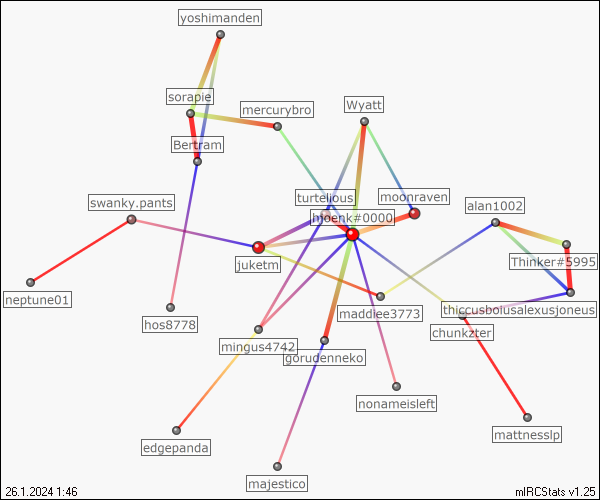 yoshimanden
sorapie
mercurybro
Wyatt
Bertram
swanky.pants
turtelious
moonraven
alan1002
hjoenk#0000
juketm
Thinker#5995
neptune01
hos8778
maddiee3773
thiccusboiusalexusjoneus
chunkzter
mingus4742
gorudenneko
nonameisleft
mattnesslp
edgepanda
majestico
26.1.2024 1:46
mIRCStats v1.25